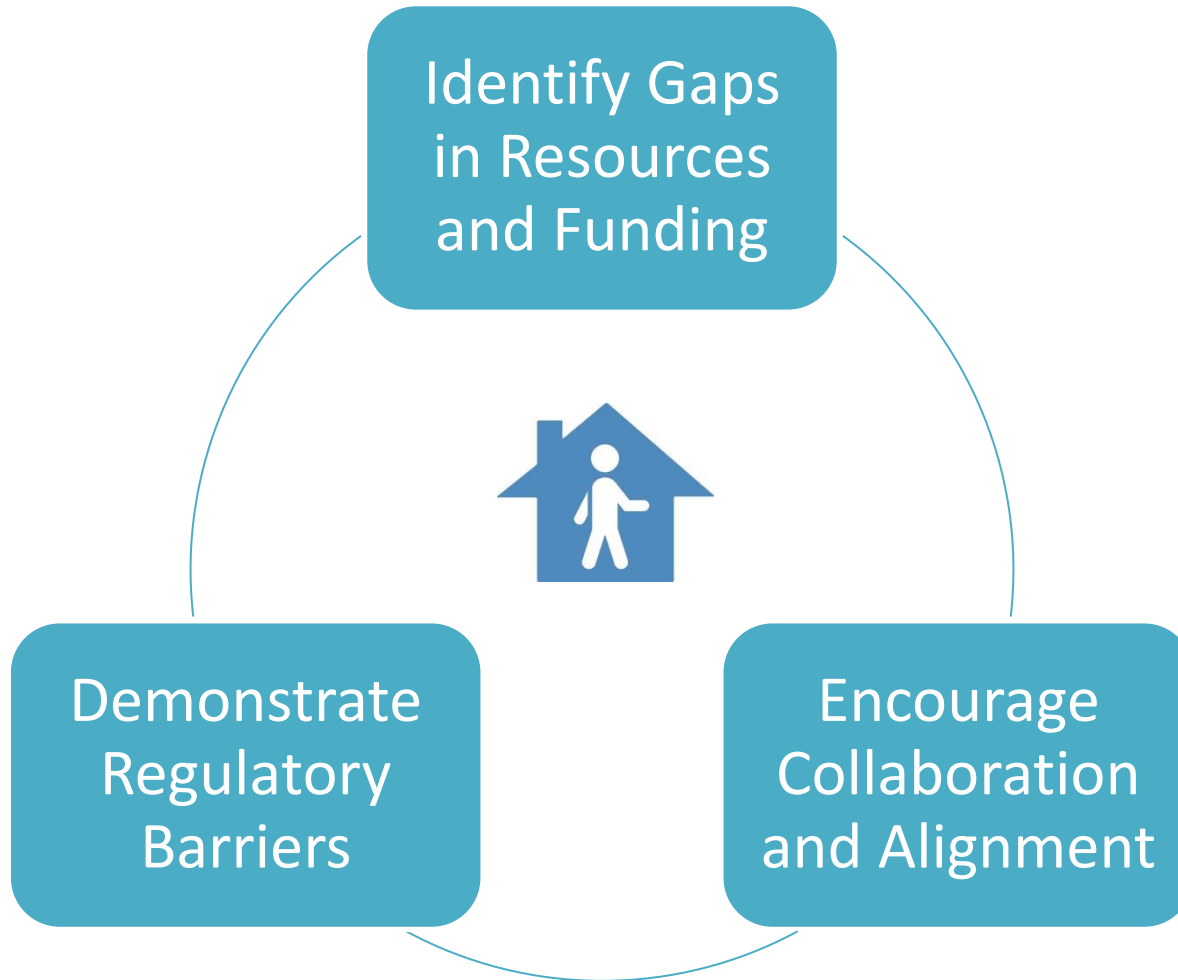 Identify Gaps
in Resources
and Funding
Demonstrate
Regulatory
Barriers
Encourage
Collaboration
and Alignment